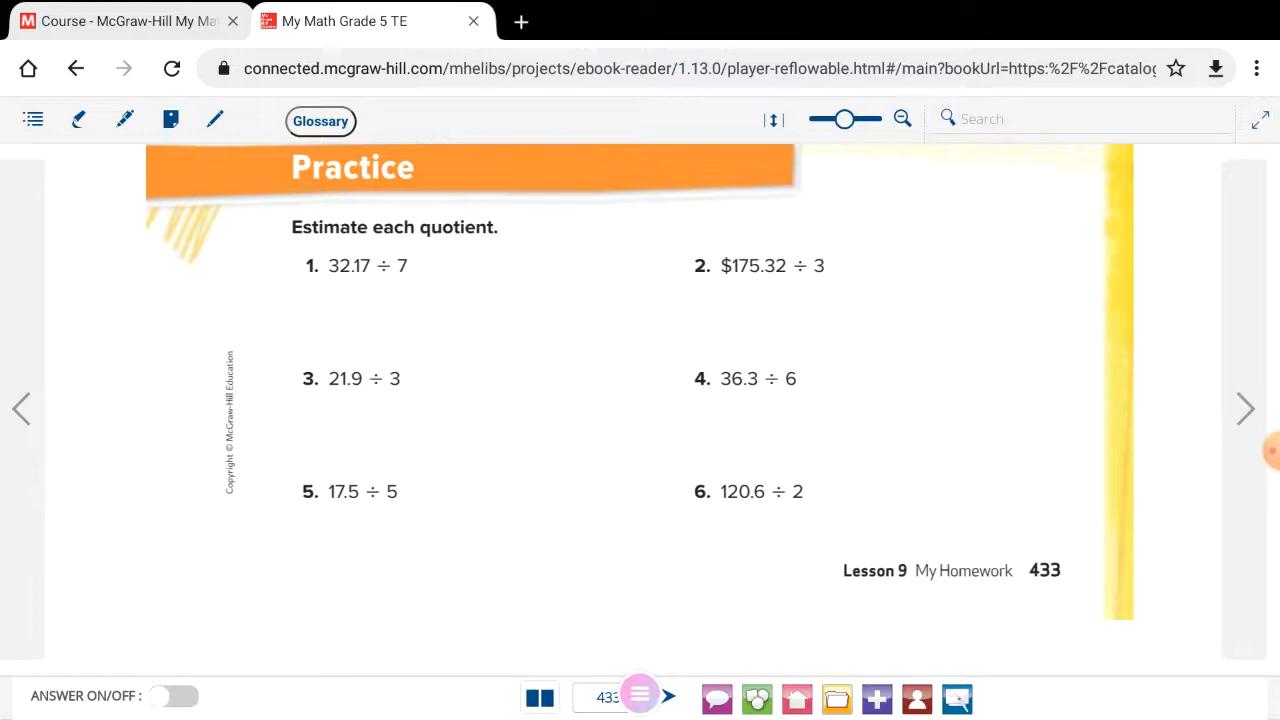 Course - McGraw-Hill My Mat
My Math Grade 5 TE
connected.mcgraw-hill.com/mhelibs/projects/ebook-reader/1.13.0/player-reflowable.html#/main?bookUrl=https:%2F%2Fcatalog
Glossary
Search
Practice
Estimate each quotient.
1. 32.17 ÷ 7
2. $175.32 ÷ 3
3. 21.9 ÷ 3
4. 36.3 ÷ 6
5. 17.5 ÷ 5
6. 120.6 ÷ 2
Copyright © McGraw-Hill Education
Lesson 9 My Homework 433
ANSWER ON/OFF :
433